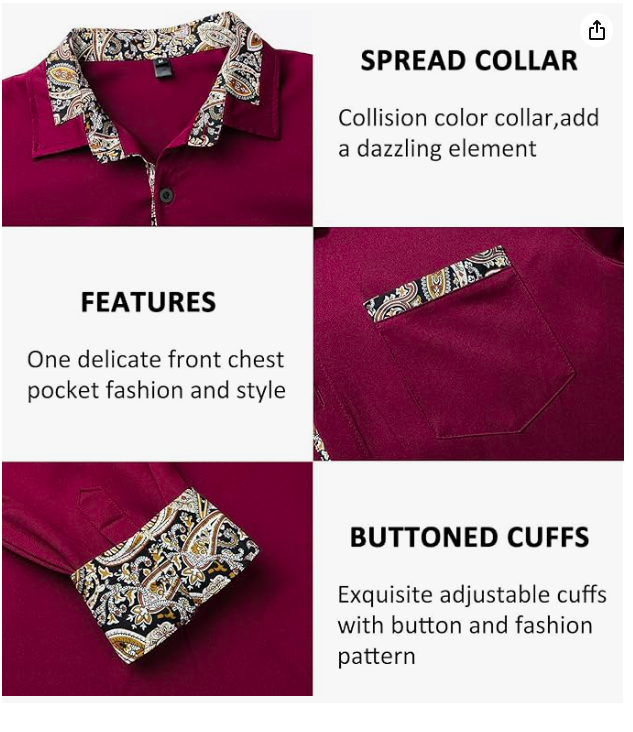 SPREAD COLLAR
Collision color collar,add
a dazzling element
FEATURES
One delicate front chest
pocket fashion and style
BUTTONED CUFFS
Exquisite adjustable cuffs
with button and fashion
pattern